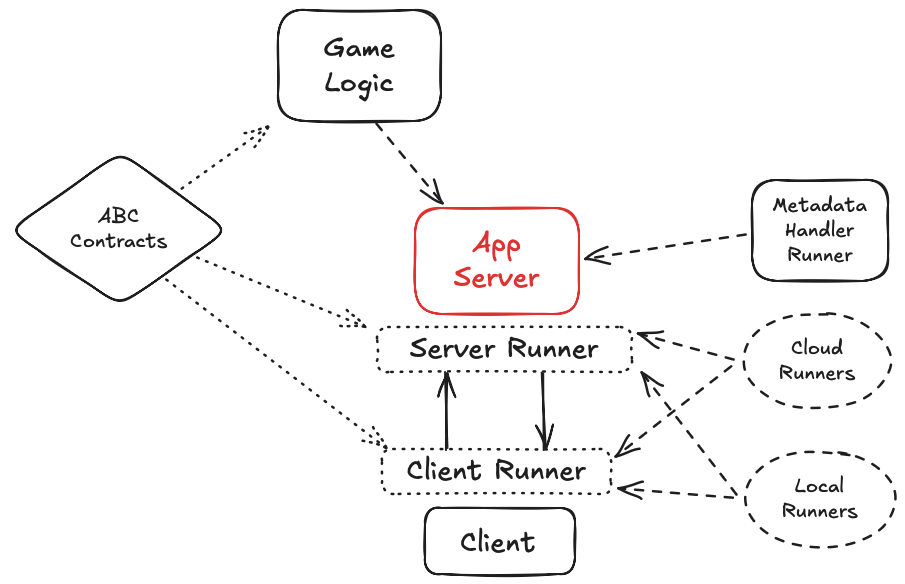 Game
Logic
ABC
Contracts
App
Server
Metadata
Handler
Runner
Server Runner
Cloud
Runners
Client Runner
Local
Runners
Client